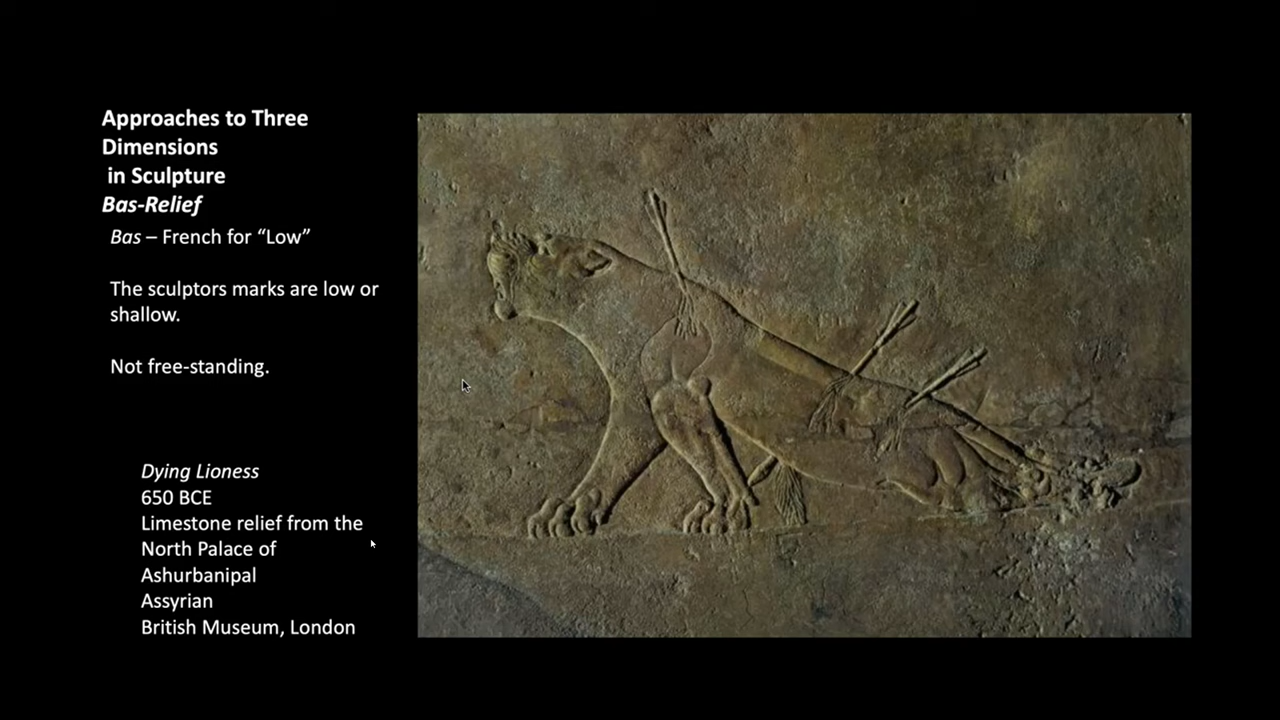 Approaches to Three
Dimensions
in Sculpture
Bas-Relief
Bas – French for “Low”
The sculptors marks are low or
shallow.
Not free-standing.
Dying Lioness
650 BCE
Limestone relief from the
North Palace of
Ashurbanipal
Assyrian
British Museum, London